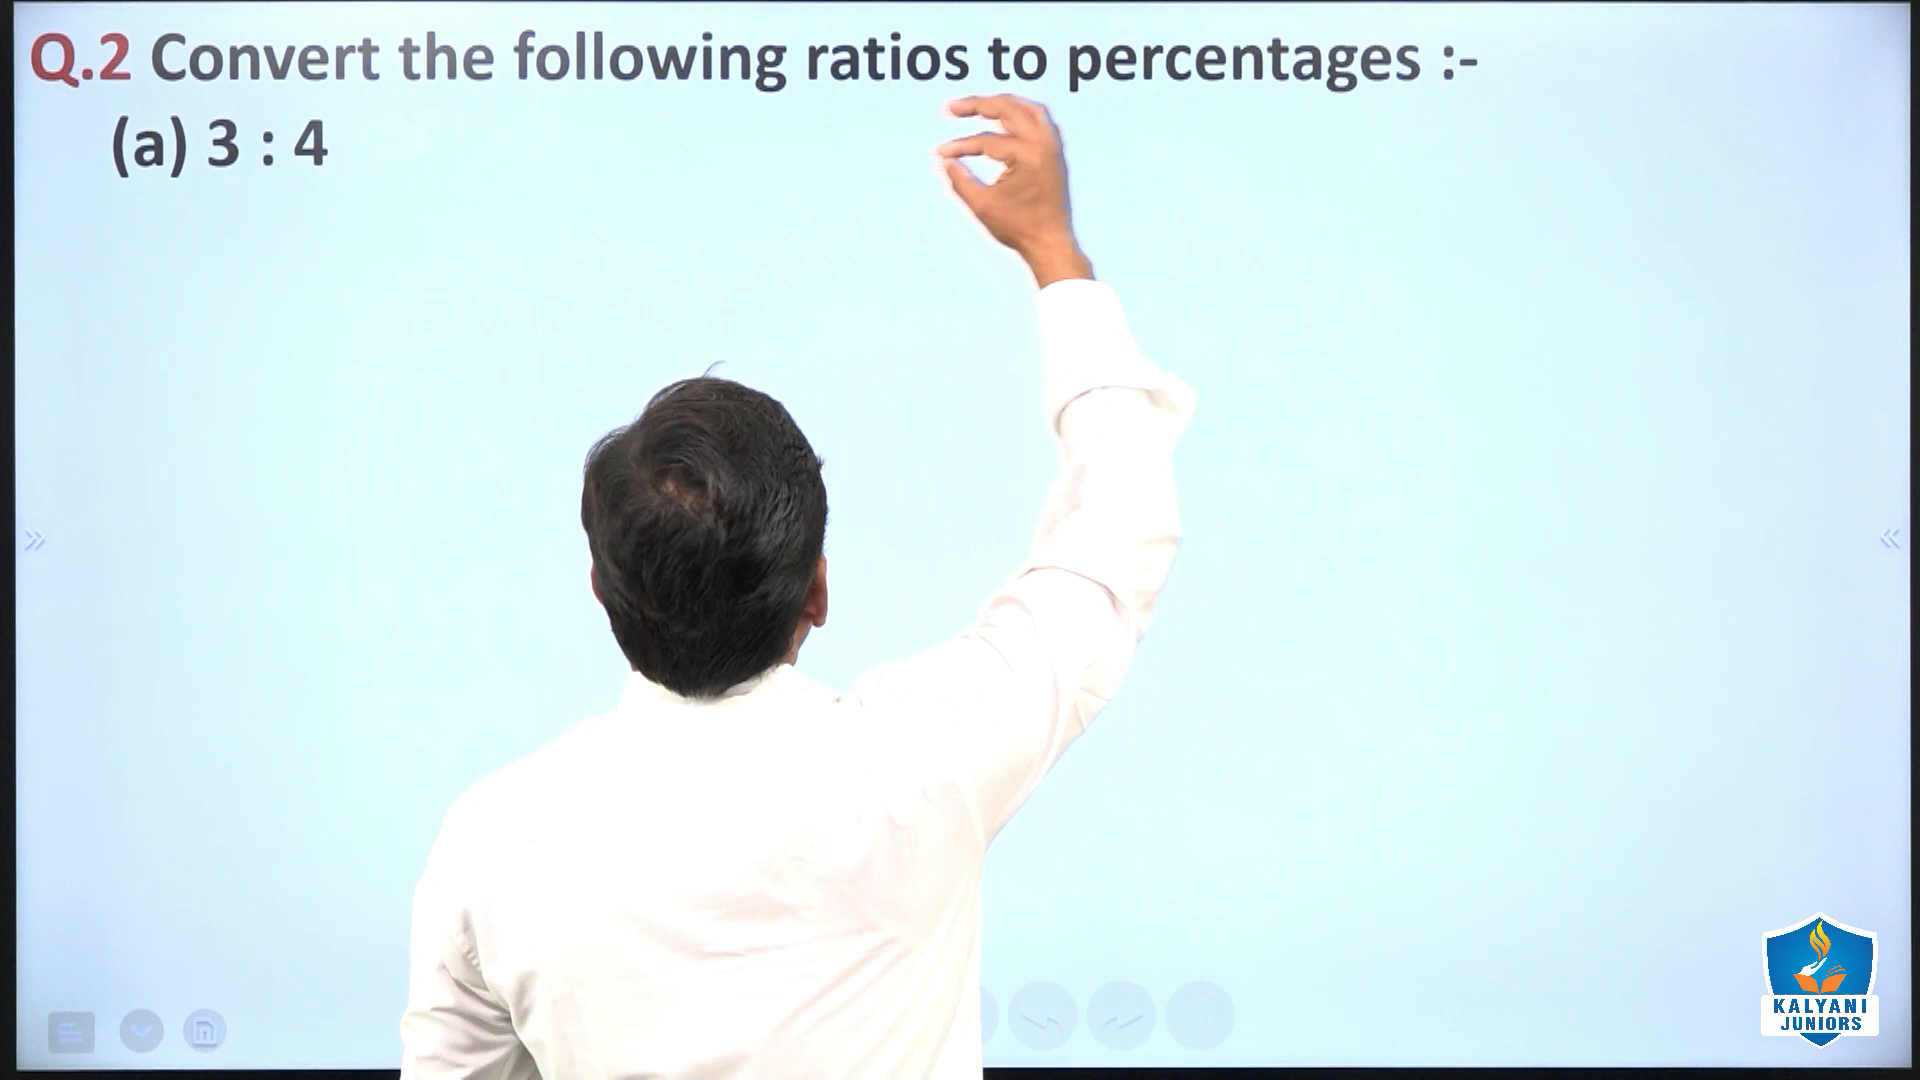 Q.2 Convert the following ratios to percentages :-
(a) 3 : 4
KALYANI
JUNIORS